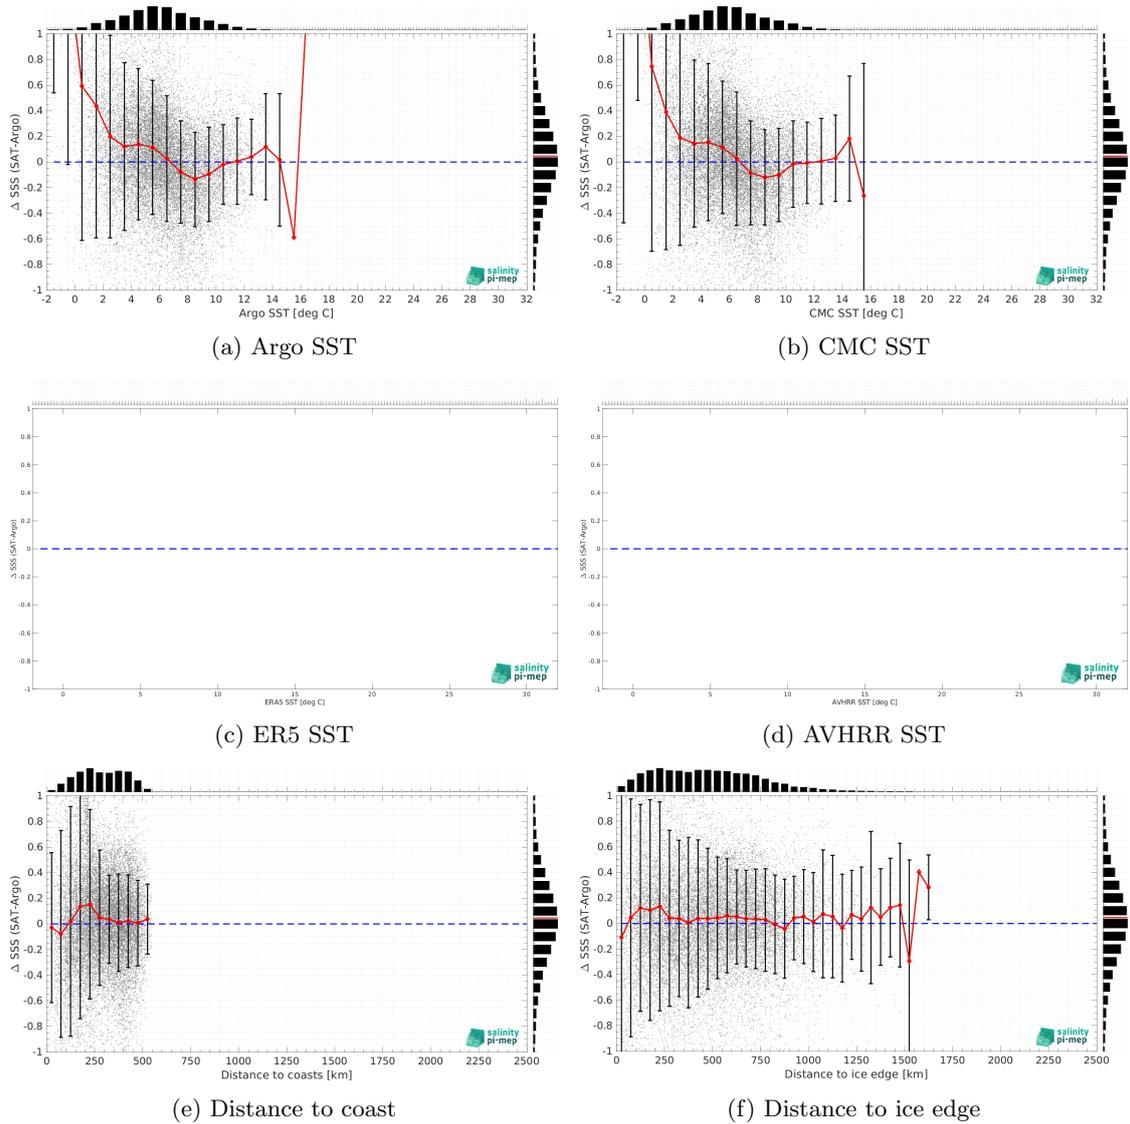 1
0.8
0.6
0.4
0.2
0
-0.2
-0.4
-0.6
-0.8
-1
Δ SSS (SAT-Argo)
salinity
pi-mep
-2 0 2 4 6 8 10 12 14 16 18 20 22 24 26 28 30 32
Argo SST [deg C]
(a) Argo SST
1
0.8
0.6
0.4
0.2
0
-0.2
-0.4
-0.6
-0.8
-1
Δ SSS (SAT-Argo)
salinity
pi-mep
-2 0 2 4 6 8 10 12 14 16 18 20 22 24 26 28 30 32
CMC SST [deg C]
(b) CMC SST
1
0.8
0.6
0.4
0.2
0
-0.2
-0.4
-0.6
-0.8
-1
Δ SSS (SAT-Argo)
salinity
pi-mep
0 5 10 15 20 25 30
ERA5 SST [deg C]
(c) ER5 SST
1
0.8
0.6
0.4
0.2
0
-0.2
-0.4
-0.6
-0.8
-1
Δ SSS (SAT-Argo)
salinity
pi-mep
0 5 10 15 20 25 30
AVHRR SST [deg C]
(d) AVHRR SST
1
0.8
0.6
0.4
0.2
0
-0.2
-0.4
-0.6
-0.8
-1
Δ SSS (SAT-Argo)
salinity
pi-mep
0 250 500 750 1000 1250 1500 1750 2000 2250 2500
Distance to coasts [km]
(e) Distance to coast
1
0.8
0.6
0.4
0.2
0
-0.2
-0.4
-0.6
-0.8
-1
Δ SSS (SAT-Argo)
salinity
pi-mep
0 250 500 750 1000 1250 1500 1750 2000 2250 2500
Distance to ice edge [km]
(f) Distance to ice edge